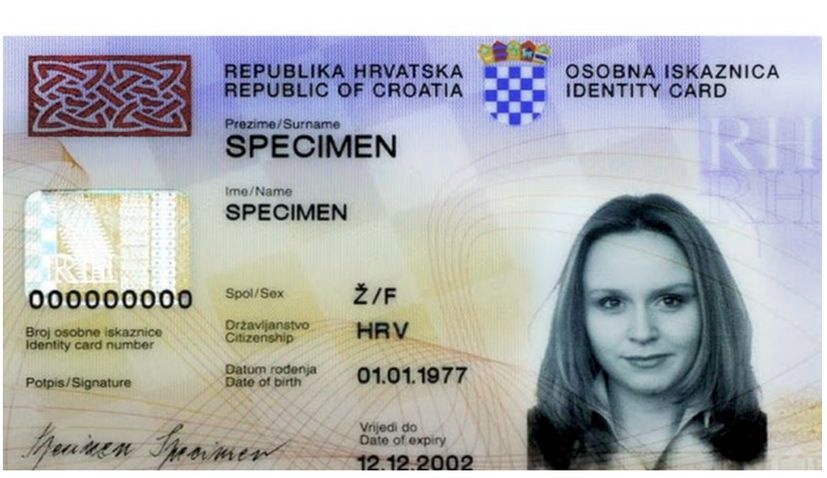 REPUBLIKA HRVATSKA
REPUBLIC OF CROATIA
OSOBNA ISKAZNICA
IDENTITY CARD
Prezime/Surname
SPECIMEN
RH
RH
Ime/Name
SPECIMEN
RH
000000000
Broj osobne iskaznice
Identity card number
Spol/Sex
Ž/F
Državljanstvo
Citizenship
HRV
Datum rođenja
Date of birth
01.01.1977
Potpis/Signature
Specimen Specimen
Vrijedi do
Date of expiry
12.12.2002